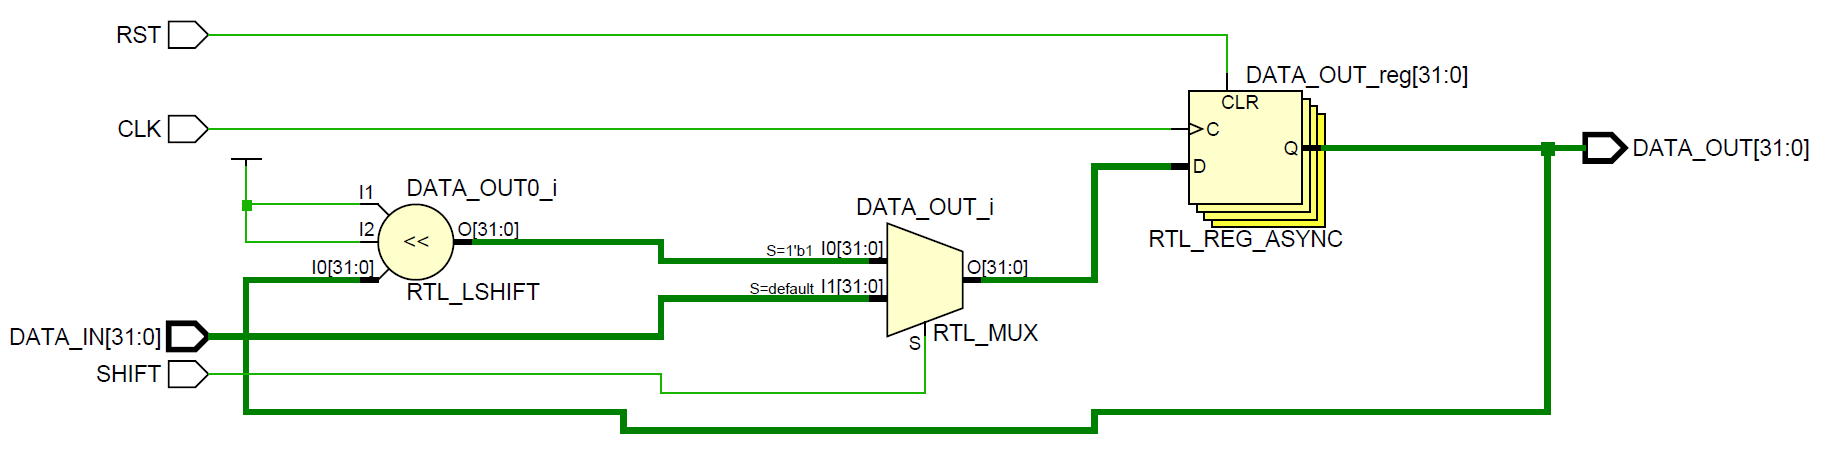 RST
DATA_OUT_reg[31:0]
CLR
CLK
C
Q
DATA_OUT[31:0]
D
I1
DATA_OUT0_i
DATA_OUT_i
I2
<<
O[31:0]
S=1'b1
I0[31:0]
RTL_REG_ASYNC
I0[31:0]
O[31:0]
RTL_LSHIFT
S=default
I1[31:0]
DATA_IN[31:0]
S
RTL_MUX
SHIFT